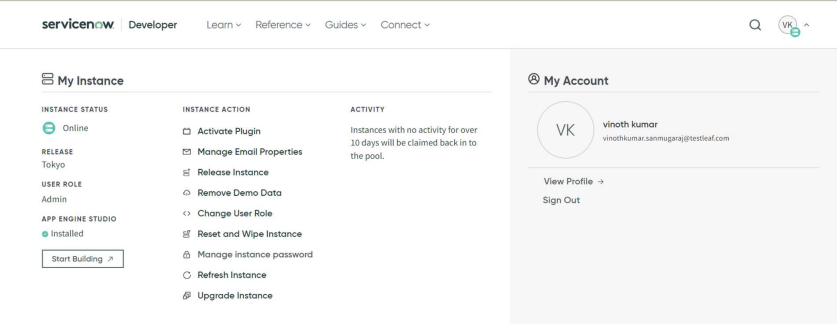 servicenow Developer Learn Reference Guides Connect VK
My Instance
INSTANCE STATUS
Online
RELEASE
Tokyo
USER ROLE
Admin
APP ENGINE STUDIO
Installed
Start Building ↗
INSTANCE ACTION
Activate Plugin
Manage Email Properties
Release Instance
Remove Demo Data
Change User Role
Reset and Wipe Instance
Manage instance password
Refresh Instance
Upgrade Instance
ACTIVITY
Instances with no activity for over
10 days will be claimed back in to
the pool.
My Account
VK
vinoth kumar
vinothkumar.sanmugaraj@testleaf.com
View Profile →
Sign Out